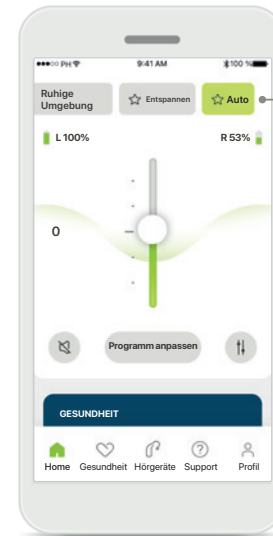 PH 9:41 AM 100 %
Ruhige
Umgebung
Entspannen
Auto
L 100%
R 53%
0
Programm anpassen
GESUNDHEIT
Home Gesundheit Hörgeräte Support Profil